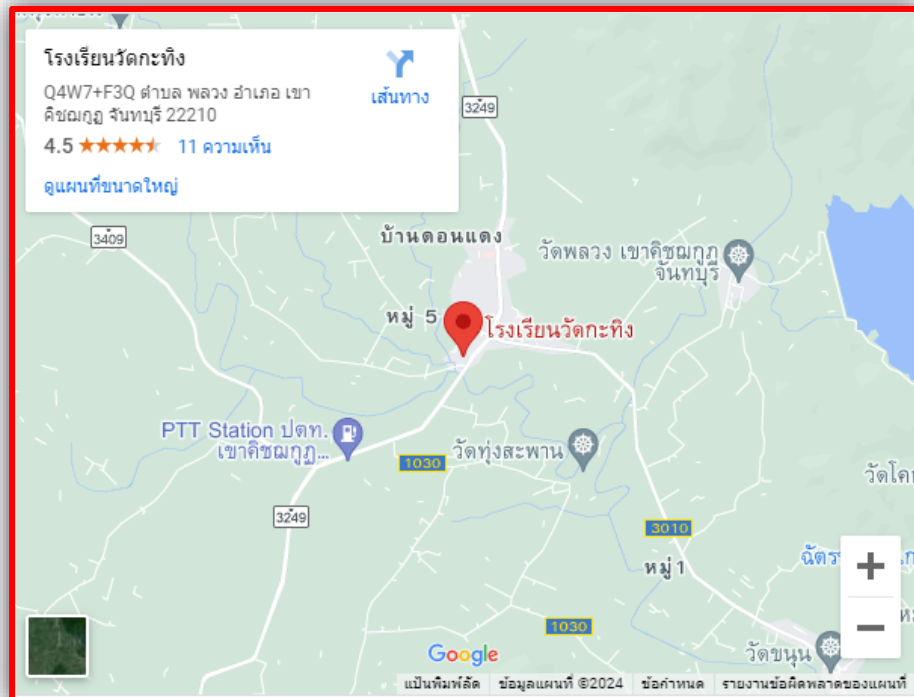 โรงเรียนวัดกะทิง
Q4W7+F3Q ตำบล พลวง อำเภอ เขา
คิชฌกูฏ จันทบุรี 22210
4.5 11 ความเห็น
ดูแผนที่ขนาดใหญ่
เส้นทาง
3249
3409
บ้านดอนแดง
วัดพลวง เขาคิชฌกูฏ
จันทบุรี
หมู่ 5
โรงเรียนวัดกะทิง
PTT Station ปตท.
เขาคิชฌกูฏ...
1030
วัดทุ่งสะพาน
3249
3010
หมู่ 1
+
−
1030
วัดขนุน
Google
แป้นพิมพ์ลัด ข้อมูลแผนที่ ©2024 ข้อกำหนด รายงานข้อผิดพลาดของแผนที่